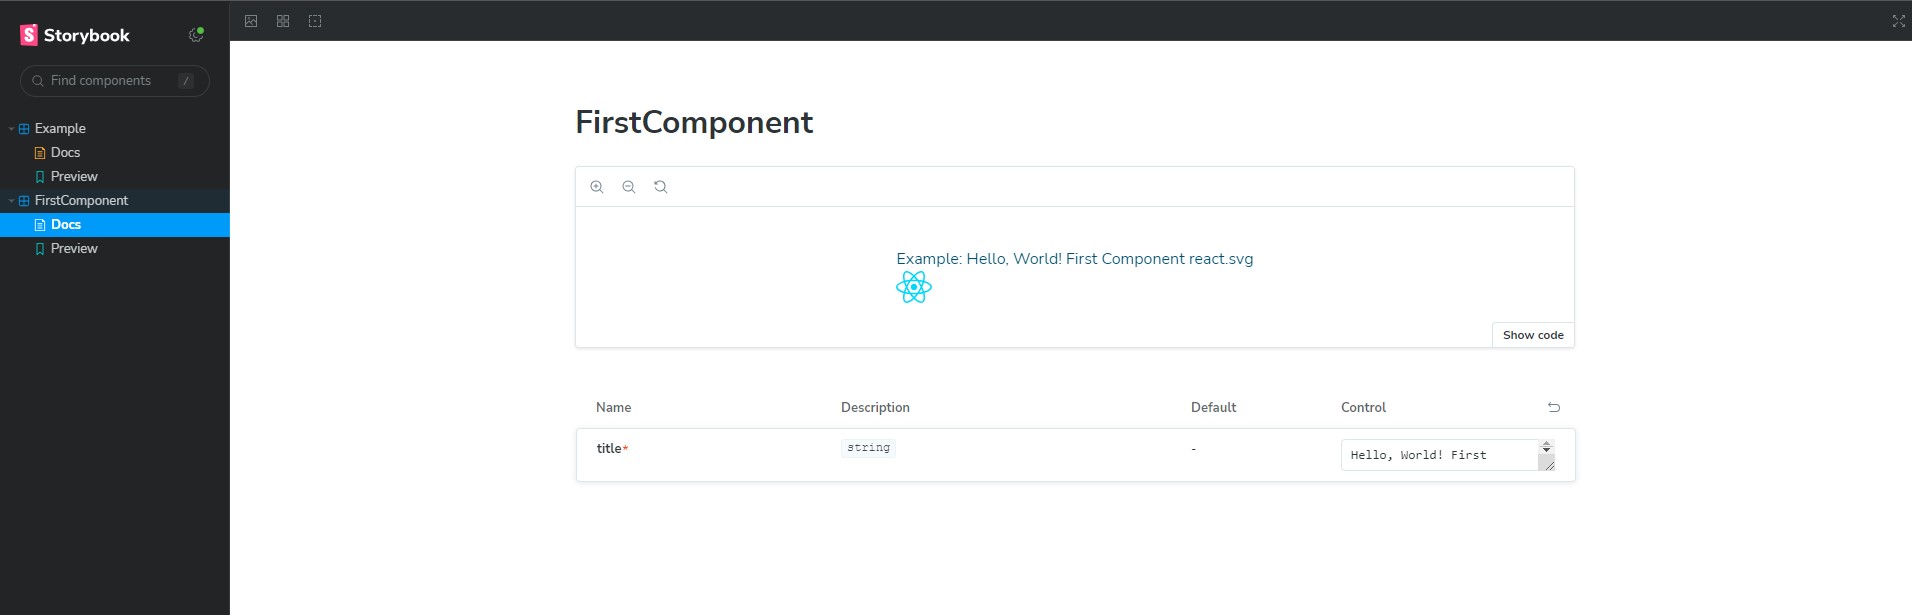 Storybook
Find components /
Example
Docs
Preview
FirstComponent
Docs
Preview
FirstComponent
Example: Hello, World! First Component react.svg
Show code
Name Description Default Control
title* string - Hello, World! First